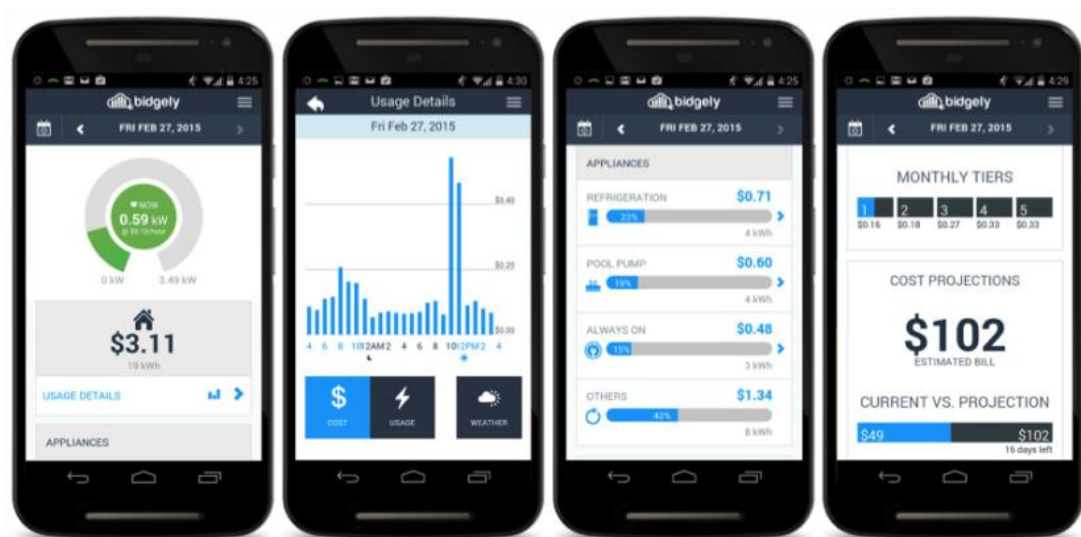 4:25
bidgely
FRI FEB 27, 2015
NOW
0.59 kW
@ $0.10/hour
0 kW 3.49 kW
$3.11
19 kWh
USAGE DETAILS
APPLIANCES
4:30
Usage Details
Fri Feb 27, 2015
$0.40
$0.20
$0.00
4 6 8 10 12AM 2 4 6 8 10 12PM 2 4
$
COST
USAGE
WEATHER
4:25
bidgely
FRI FEB 27, 2015
APPLIANCES
REFRIGERATION $0.71
23%
4 kWh
POOL PUMP $0.60
19%
4 kWh
ALWAYS ON $0.48
15%
3 kWh
OTHERS $1.34
43%
8 kWh
4:29
bidgely
FRI FEB 27, 2015
MONTHLY TIERS
1 2 3 4 5
$0.16 $0.18 $0.27 $0.33 $0.33
COST PROJECTIONS
$102
ESTIMATED BILL
CURRENT VS. PROJECTION
$49 $102
16 days left